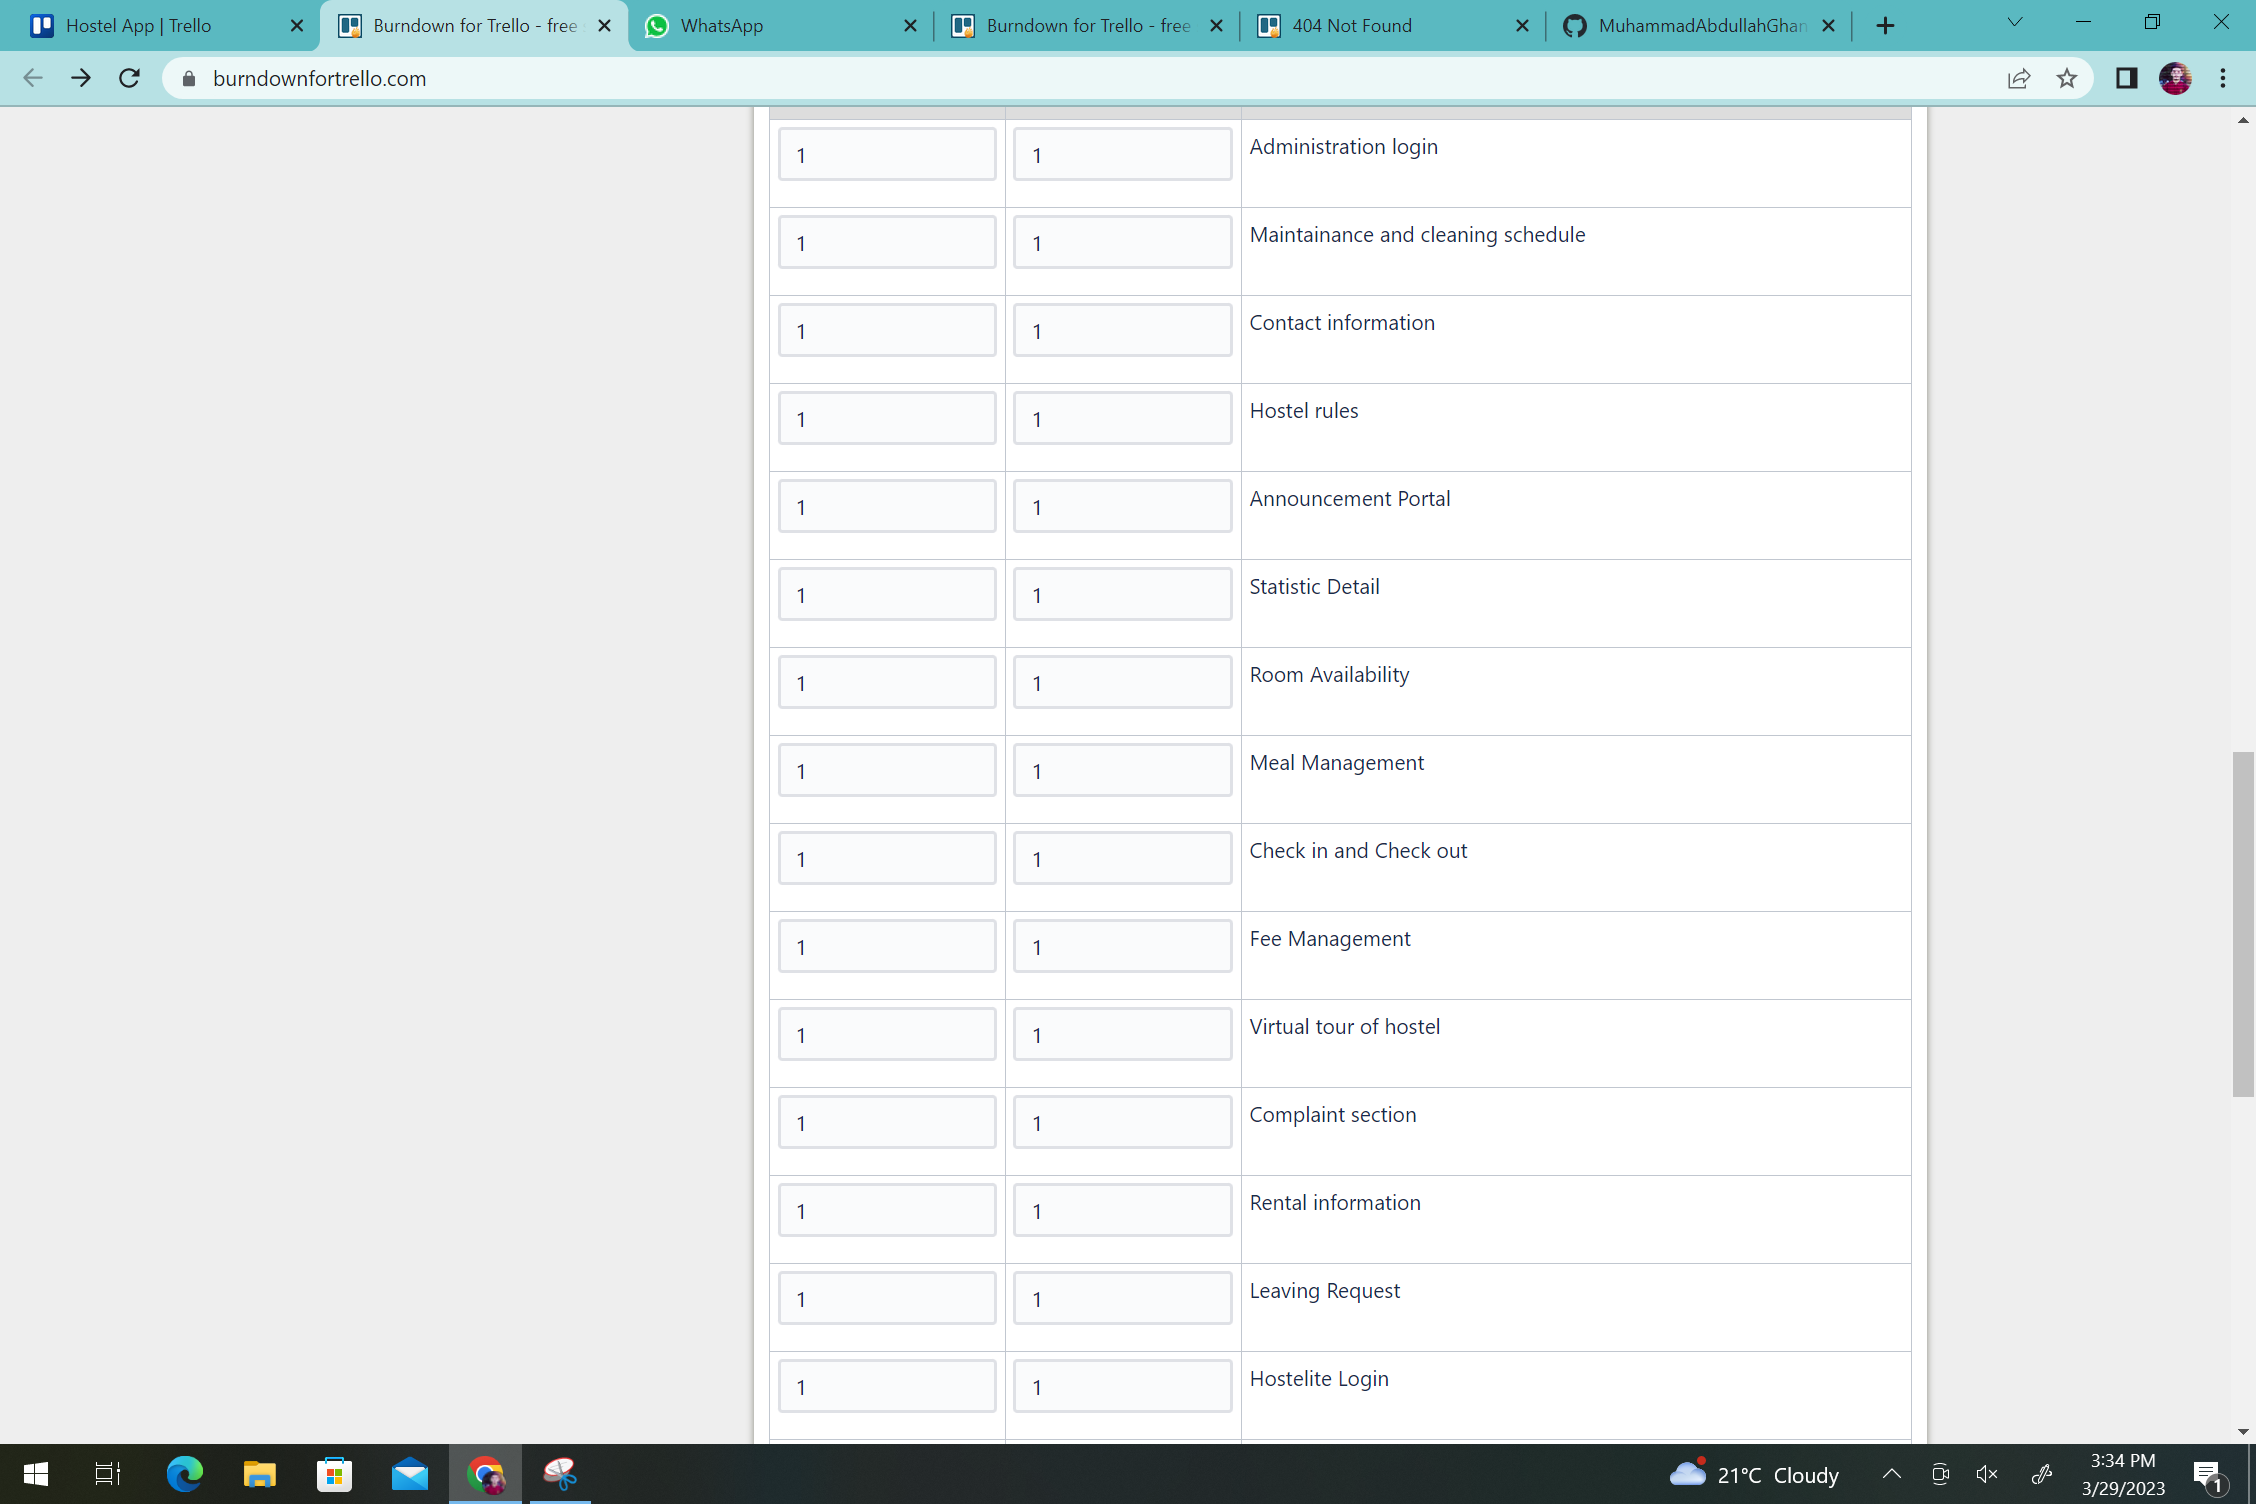 Hostel App | Trello
Burndown for Trello - free
WhatsApp
Burndown for Trello - free
404 Not Found
MuhammadAbdullahGhan
burndownfortrello.com
1 1 Administration login
1 1 Maintainance and cleaning schedule
1 1 Contact information
1 1 Hostel rules
1 1 Announcement Portal
1 1 Statistic Detail
1 1 Room Availability
1 1 Meal Management
1 1 Check in and Check out
1 1 Fee Management
1 1 Virtual tour of hostel
1 1 Complaint section
1 1 Rental information
1 1 Leaving Request
1 1 Hostelite Login
21°C Cloudy
3:34 PM
3/29/2023
1